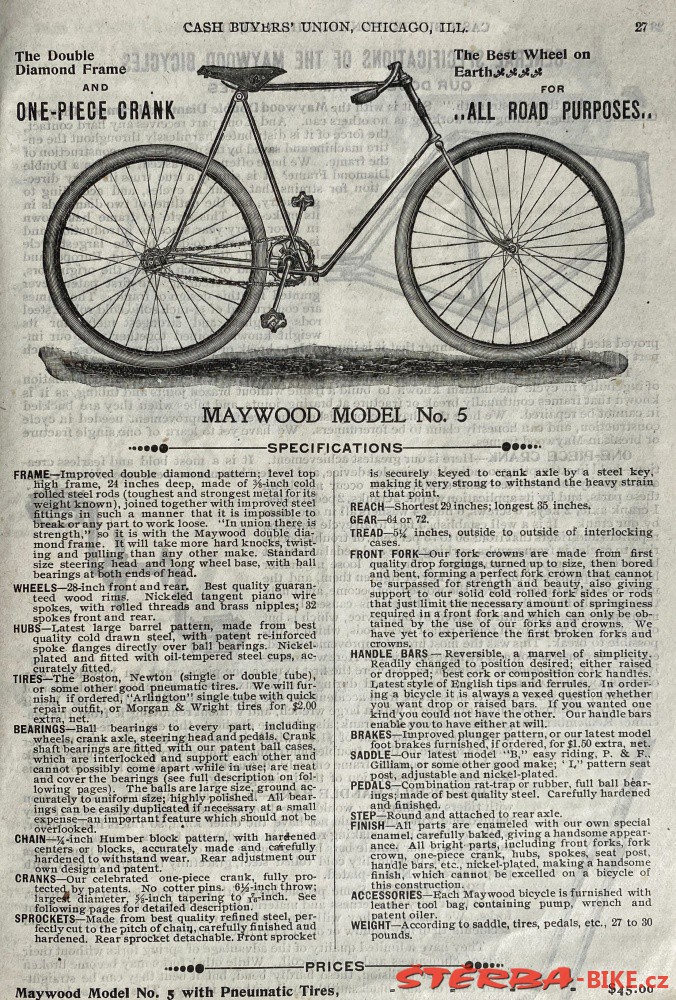 CASH BUYERS' UNION, CHICAGO, ILL. 27
The Double
Diamond Frame
AND
ONE-PIECE CRANK
The Best Wheel on
Earth
FOR
..ALL ROAD PURPOSES..
MAYWOOD MODEL No. 5
SPECIFICATIONS
FRAME—Improved double diamond pattern; level top
high frame, 24 inches deep, made of ⅜-inch cold
rolled steel rods (toughest and strongest metal for its
weight known), joined together with improved steel
fittings in such a manner that it is impossible to
break or any part to work loose. "In union there is
strength," so it is with the Maywood double dia-
mond frame. It will take more hard knocks, twist-
ing and pulling than any other make. Standard
size steering head and long wheel base, with ball
bearings at both ends of head.
WHEELS—28-inch front and rear. Best quality guaran-
teed wood rims. Nickeled tangent piano wire
spokes, with rolled threads and brass nipples; 32
spokes front and rear.
HUBS—Latest large barrel pattern, made from best
quality cold drawn steel, with patent re-inforced
spoke flanges directly over ball bearings. Nickel-
plated and fitted with oil-tempered steel cups, ac-
curately fitted.
TIRES—The Boston, Newton (single or double tube),
or some other good pneumatic tires. We will fur-
nish, if ordered, "Arlington" single tube with quick
repair outfit, or Morgan & Wright tires for $2.00
extra, net.
BEARINGS—Ball bearings to every part, including
wheels, crank axle, steering head and pedals. Crank
shaft bearings are fitted with our patent ball cases,
which are interlocked and support each other and
cannot possibly come apart while in use; are neat
and cover the bearings (see full description on fol-
lowing pages). The balls are large size, ground ac-
curately to uniform size; highly polished. All bear-
ings can be easily duplicated if necessary at a small
expense—an important feature which should not be
overlooked.
CHAIN—¼-inch Humber block pattern, with hardened
centers or blocks, accurately made and carefully
hardened to withstand wear. Rear adjustment our
own design and patent.
CRANKS—Our celebrated one-piece crank, fully pro-
tected by patents. No cotter pins. 6½-inch throw;
largest diameter, ⅝-inch tapering to -inch. See
following pages for detailed description.
SPROCKETS—Made from best quality refined steel, per-
fectly cut to the pitch of chain, carefully finished and
hardened. Rear sprocket detachable. Front sprocket
is securely keyed to crank axle by a steel key,
making it very strong to withstand the heavy strain
at that point.
REACH—Shortest 29 inches; longest 35 inches.
GEAR—64 or 72.
TREAD—5¼ inches, outside to outside of interlocking
cases.
FRONT FORK—Our fork crowns are made from first
quality drop forgings, turned up to size, then bored
and bent, forming a perfect fork crown that cannot
be surpassed for strength and beauty, also giving
support to our solid cold rolled fork sides or rods
that just limit the necessary amount of springiness
required in a front fork and which can only be ob-
tained by the use of our forks and crowns. We
have yet to experience the first broken forks and
crowns.
HANDLE BARS—Reversible, a marvel of simplicity.
Readily changed to position desired; either raised
or dropped; best cork or composition cork handles.
Latest style of English tips and ferrules. In order-
ing a bicycle it is always a vexed question whether
you want drop or raised bars. If you wanted one
kind you could not have the other. Our handle bars
enable you to have either at will.
BRAKES—Improved plunger pattern, or our latest model
foot brakes furnished, if ordered, for $1.50 extra, net.
SADDLE—Our latest model "B," easy riding, P. & F.,
Gilliam, or some other good make; "L" pattern seat
post, adjustable and nickel-plated.
PEDALS—Combination rat-trap or rubber, full ball bear-
ings; made of best quality steel. Carefully hardened
and finished.
STEP—Round and attached to rear axle.
FINISH—All parts are enameled with our own special
enamel, carefully baked, giving a handsome appear-
ance. All bright parts, including front forks, fork
crown, one-piece crank, hubs, spokes, seat post,
handle bars, etc., nickel-plated, making a handsome
finish, which cannot be excelled on a bicycle of
this construction.
ACCESSORIES—Each Maywood bicycle is furnished with
leather tool bag, containing pump, wrench and
patent oiler.
WEIGHT—According to saddle, tires, pedals, etc., 27 to 30
pounds.
PRICES
Maywood Model No. 5 with Pneumatic Tires, - - - - $45.00
ŠTĚRBA-BIKE.cz